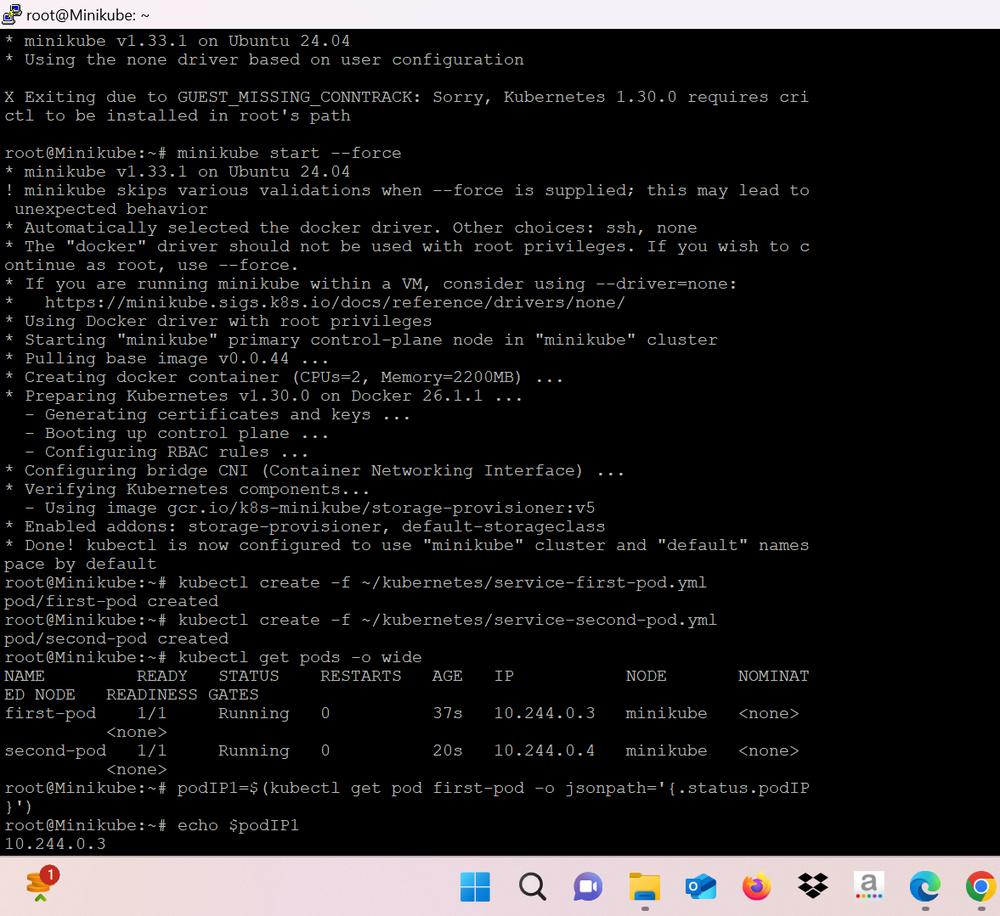 root@Minikube: ~
* minikube v1.33.1 on Ubuntu 24.04
* Using the none driver based on user configuration
X Exiting due to GUEST_MISSING_CONNTRACK: Sorry, Kubernetes 1.30.0 requires cri
ctl to be installed in root's path
root@Minikube:~# minikube start --force
* minikube v1.33.1 on Ubuntu 24.04
! minikube skips various validations when --force is supplied; this may lead to
 unexpected behavior
* Automatically selected the docker driver. Other choices: ssh, none
* The "docker" driver should not be used with root privileges. If you wish to c
ontinue as root, use --force.
* If you are running minikube within a VM, consider using --driver=none:
*   https://minikube.sigs.k8s.io/docs/reference/drivers/none/
* Using Docker driver with root privileges
* Starting "minikube" primary control-plane node in "minikube" cluster
* Pulling base image v0.0.44 ...
* Creating docker container (CPUs=2, Memory=2200MB) ...
* Preparing Kubernetes v1.30.0 on Docker 26.1.1 ...
  - Generating certificates and keys ...
  - Booting up control plane ...
  - Configuring RBAC rules ...
* Configuring bridge CNI (Container Networking Interface) ...
* Verifying Kubernetes components...
  - Using image gcr.io/k8s-minikube/storage-provisioner:v5
* Enabled addons: storage-provisioner, default-storageclass
* Done! kubectl is now configured to use "minikube" cluster and "default" names
pace by default
root@Minikube:~# kubectl create -f ~/kubernetes/service-first-pod.yml
pod/first-pod created
root@Minikube:~# kubectl create -f ~/kubernetes/service-second-pod.yml
pod/second-pod created
root@Minikube:~# kubectl get pods -o wide
NAME         READY   STATUS    RESTARTS   AGE   IP           NODE       NOMINAT
ED NODE   READINESS GATES
first-pod    1/1     Running   0          37s   10.244.0.3   minikube   <none>
          <none>
second-pod   1/1     Running   0          20s   10.244.0.4   minikube   <none>
          <none>
root@Minikube:~# podIP1=$(kubectl get pod first-pod -o jsonpath='{.status.podIP
}')
root@Minikube:~# echo $podIP1
10.244.0.3
1
a